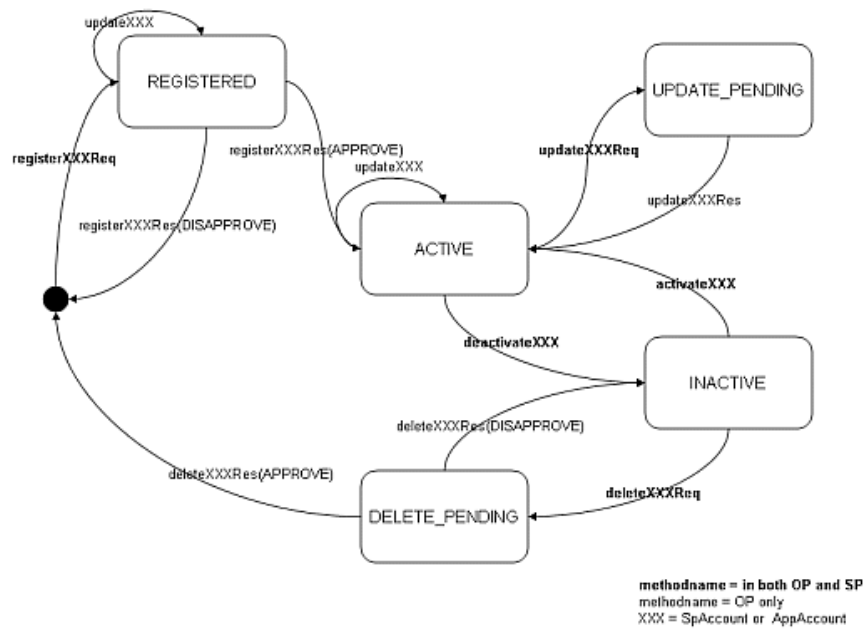 updateXXX
REGISTERED
UPDATE_PENDING
registerXXXReq
registerXXXRes(APPROVE)
updateXXXReq
updateXXX
updateXXXRes
registerXXXRes(DISAPPROVE)
ACTIVE
activateXXX
deactivateXXX
INACTIVE
deleteXXXRes(DISAPPROVE)
deleteXXXRes(APPROVE)
deleteXXXReq
DELETE_PENDING
methodname = in both OP and SP
methodname = OP only
XXX = SpAccount or AppAccount